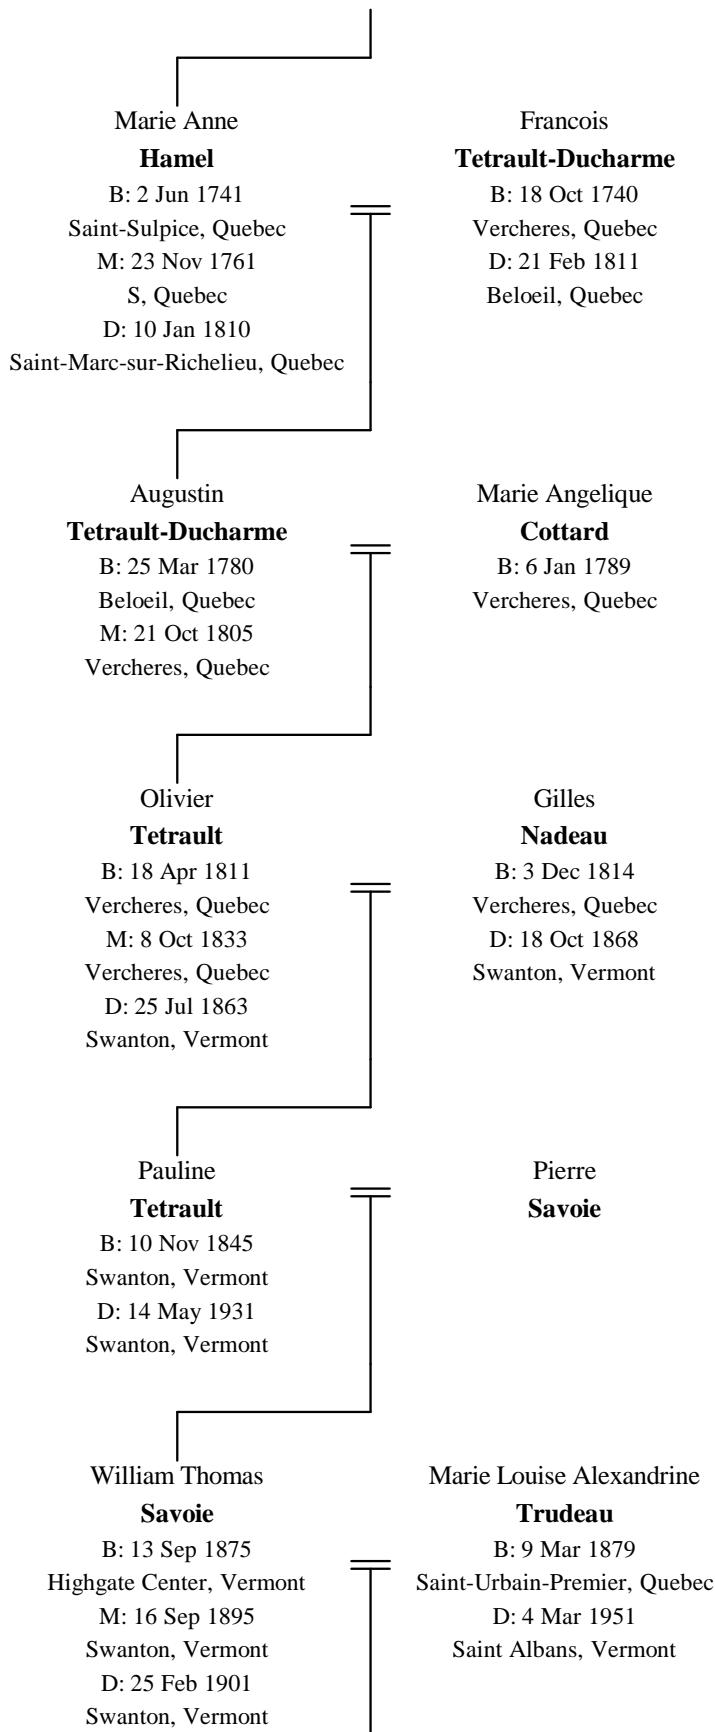 Marie Anne
Hamel
B: 2 Jun 1741
Saint-Sulpice, Quebec
M: 23 Nov 1761
S, Quebec
D: 10 Jan 1810
Saint-Marc-sur-Richelieu, Quebec
Francois
Tetrault-Ducharme
B: 18 Oct 1740
Vercheres, Quebec
D: 21 Feb 1811
Beloeil, Quebec
Augustin
Tetrault-Ducharme
B: 25 Mar 1780
Beloeil, Quebec
M: 21 Oct 1805
Vercheres, Quebec
Marie Angelique
Cottard
B: 6 Jan 1789
Vercheres, Quebec
Olivier
Tetrault
B: 18 Apr 1811
Vercheres, Quebec
M: 8 Oct 1833
Vercheres, Quebec
D: 25 Jul 1863
Swanton, Vermont
Gilles
Nadeau
B: 3 Dec 1814
Vercheres, Quebec
D: 18 Oct 1868
Swanton, Vermont
Pauline
Tetrault
B: 10 Nov 1845
Swanton, Vermont
D: 14 May 1931
Swanton, Vermont
Pierre
Savoie
William Thomas
Savoie
B: 13 Sep 1875
Highgate Center, Vermont
M: 16 Sep 1895
Swanton, Vermont
D: 25 Feb 1901
Swanton, Vermont
Marie Louise Alexandrine
Trudeau
B: 9 Mar 1879
Saint-Urbain-Premier, Quebec
D: 4 Mar 1951
Saint Albans, Vermont